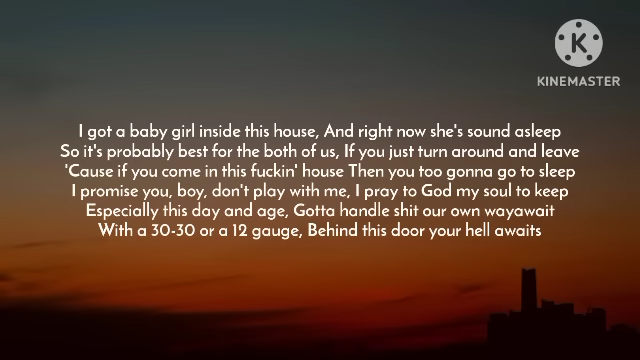 K
KINEMASTER
I got a baby girl inside this house, And right now she's sound asleep
So it's probably best for the both of us, If you just turn around and leave
'Cause if you come in this fuckin' house Then you too gonna go to sleep
I promise you, boy, don't play with me, I pray to God my soul to keep
Especially this day and age, Gotta handle shit our own wayawait
With a 30-30 or a 12 gauge, Behind this door your hell awaits